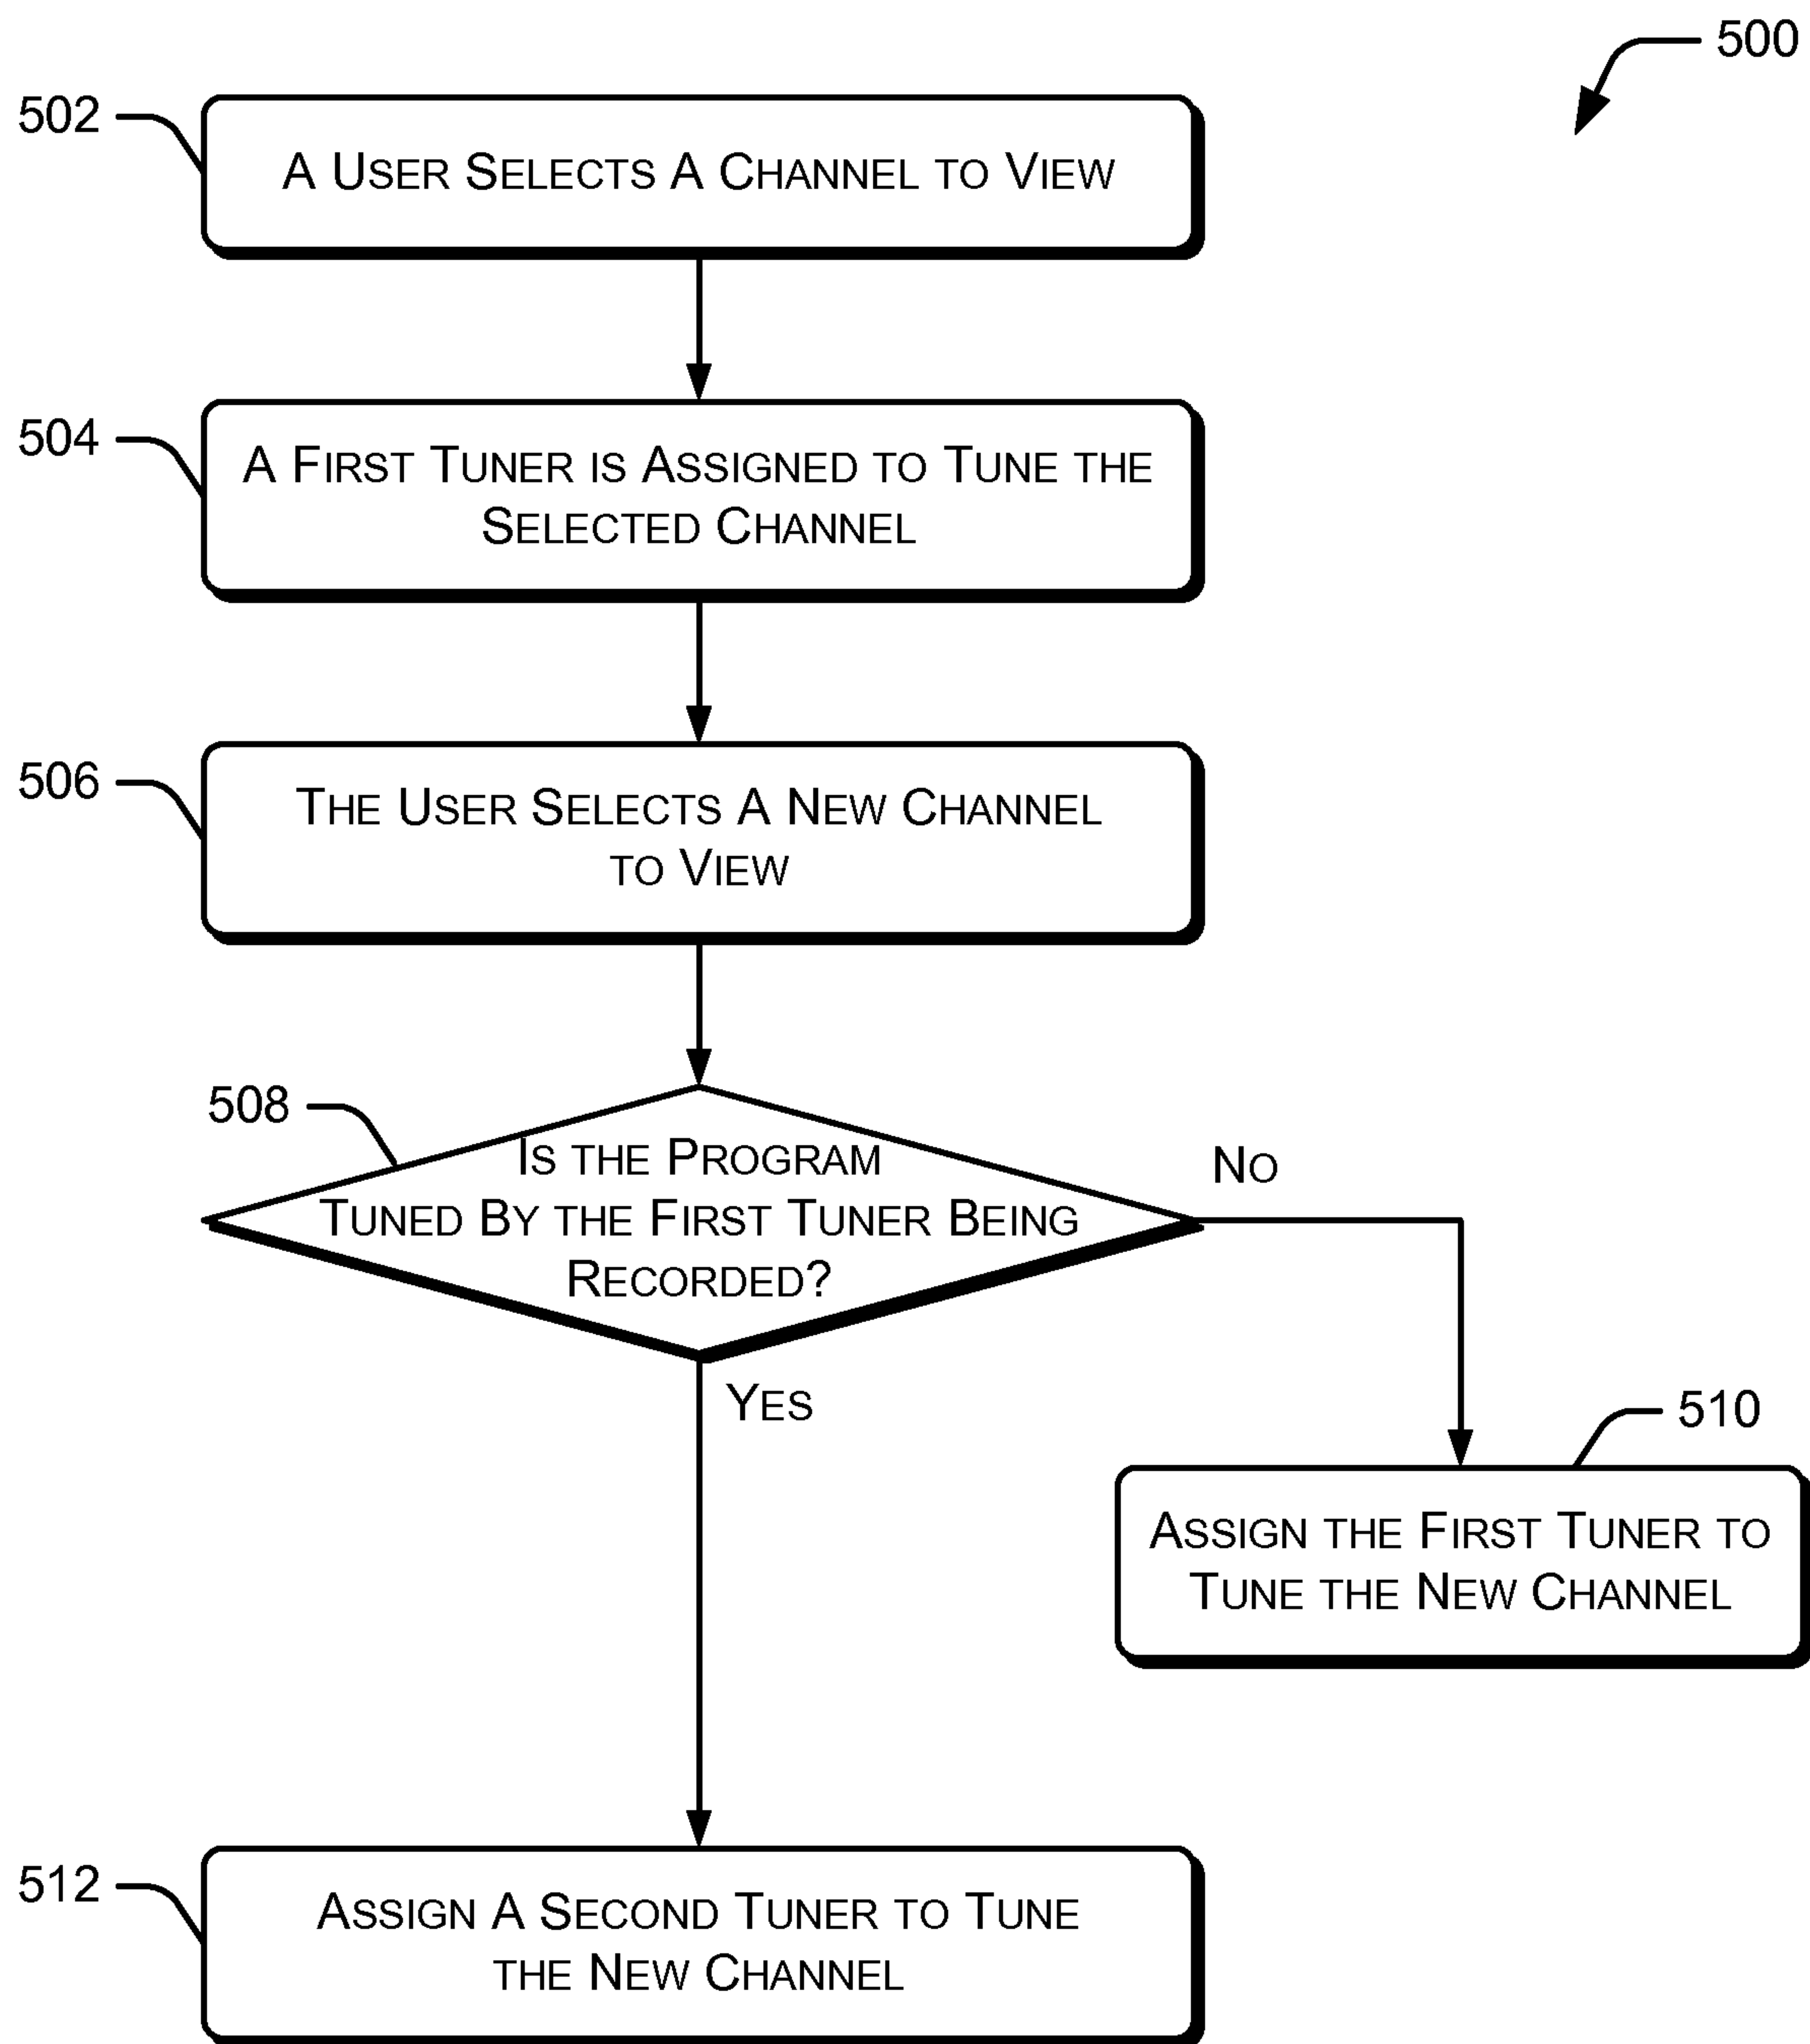 500
502
A User Selects A Channel to View
504
A First Tuner is Assigned to Tune the
Selected Channel
506
The User Selects A New Channel
to View
508
Is the Program
Tuned By the First Tuner Being
Recorded?
No
Yes
510
Assign the First Tuner to
Tune the New Channel
512
Assign A Second Tuner to Tune
the New Channel